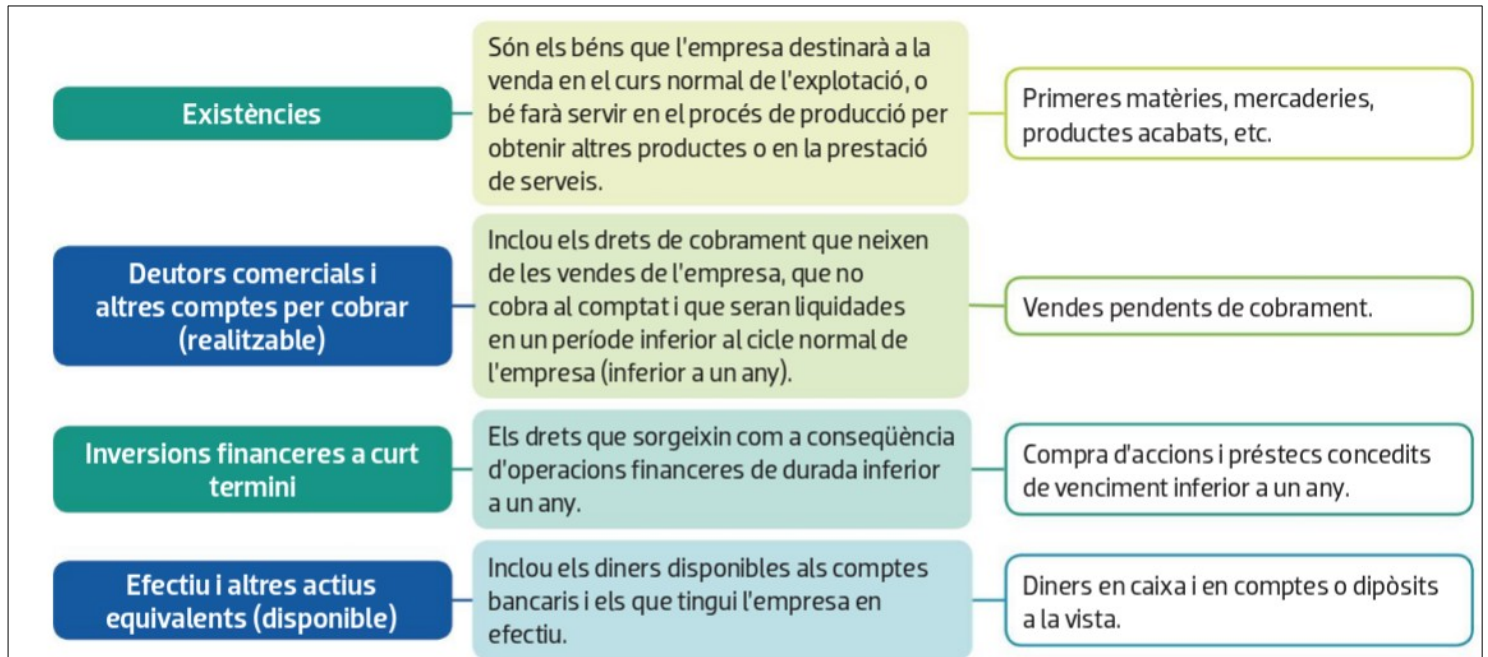 Existències
Són els béns que l'empresa destinarà a la
venda en el curs normal de l'explotació, o
bé farà servir en el procés de producció per
obtenir altres productes o en la prestació
de serveis.
Primeres matèries, mercaderies,
productes acabats, etc.
Deutors comercials i
altres comptes per cobrar
(realitzable)
Inclou els drets de cobrament que neixen
de les vendes de l'empresa, que no
cobra al comptat i que seran liquidades
en un període inferior al cicle normal de
l'empresa (inferior a un any).
Vendes pendents de cobrament.
Inversions financeres a curt
termini
Els drets que sorgeixin com a conseqüència
d'operacions financeres de durada inferior
a un any.
Compra d'accions i préstecs concedits
de venciment inferior a un any.
Efectiu i altres actius
equivalents (disponible)
Inclou els diners disponibles als comptes
bancaris i els que tingui l'empresa en
efectiu.
Diners en caixa i en comptes o dipòsits
a la vista.